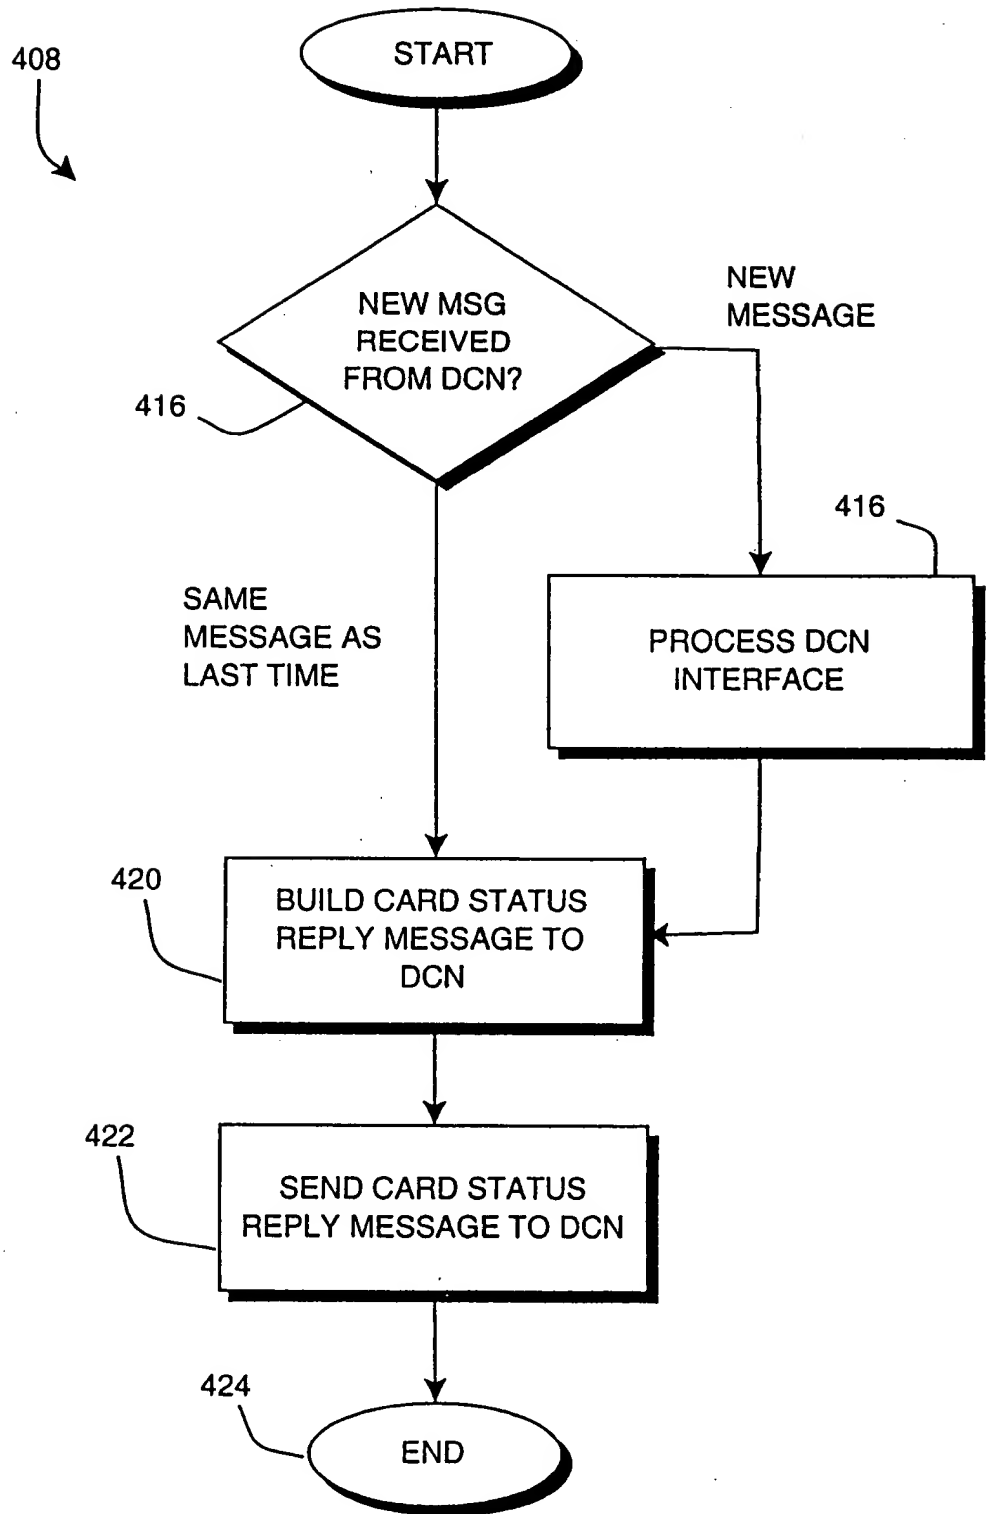 408
START
NEW MSG
RECEIVED
FROM DCN?
416
NEW
MESSAGE
416
PROCESS DCN
INTERFACE
SAME
MESSAGE AS
LAST TIME
420
BUILD CARD STATUS
REPLY MESSAGE TO
DCN
422
SEND CARD STATUS
REPLY MESSAGE TO DCN
424
END